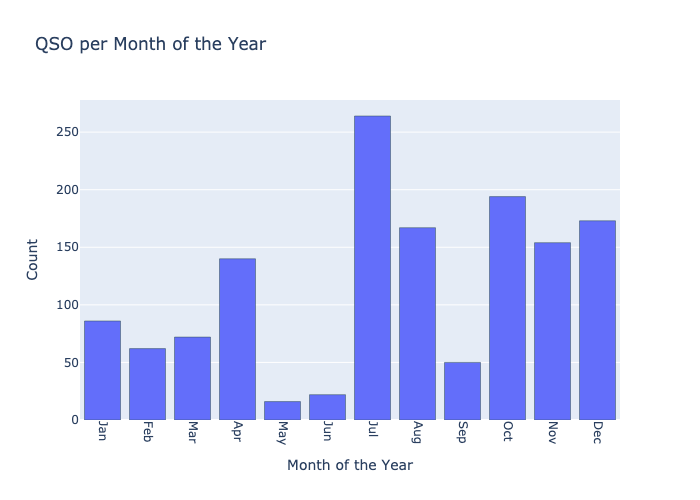 QSO per Month of the Year
Count
250
200
150
100
50
0
Jan
Feb
Mar
Apr
May
Jun
Jul
Aug
Sep
Oct
Nov
Dec
Month of the Year